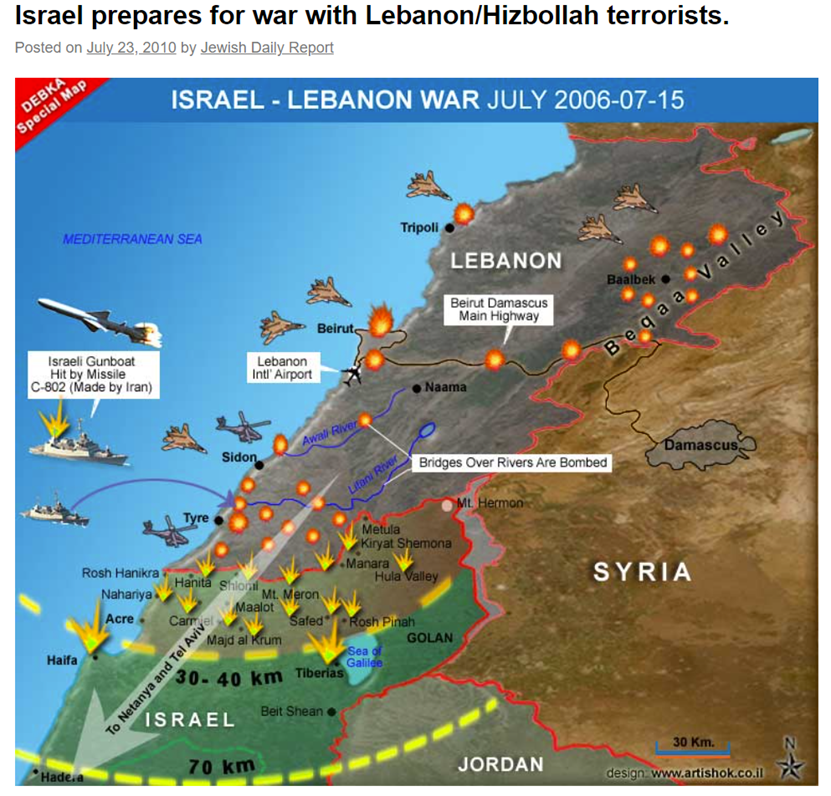 Israel prepares for war with Lebanon/Hizbollah terrorists.
Posted on July 23, 2010 by Jewish Daily Report
DEBKA
Special Map
ISRAEL - LEBANON WAR JULY 2006-07-15
MEDITERRANEAN SEA
Tripoli
LEBANON
Baalbek
Beqaa Valley
Beirut Damascus
Main Highway
Beirut
Lebanon
Intl' Airport
Israeli Gunboat
Hit by Missile
C-802 (Made by Iran)
Naama
Awali River
Sidon
Damascus
Litani River
Bridges Over Rivers Are Bombed
Mt. Hermon
Tyre
Metula
Kiryat Shemona
Manara
Hula Valley
SYRIA
Rosh Hanikra
Hanita
Shlomi
Nahariya
Mt. Meron
Maalot
Acre
Carmiel
Safed
Rosh Pinah
Majd al Krum
GOLAN
Haifa
Sea of
Galilee
Tiberias
30- 40 km
To Netanya and Tel Aviv
Beit Shean
ISRAEL
70 km
Hadera
JORDAN
30 Km.
N
design: www.artishok.co.il